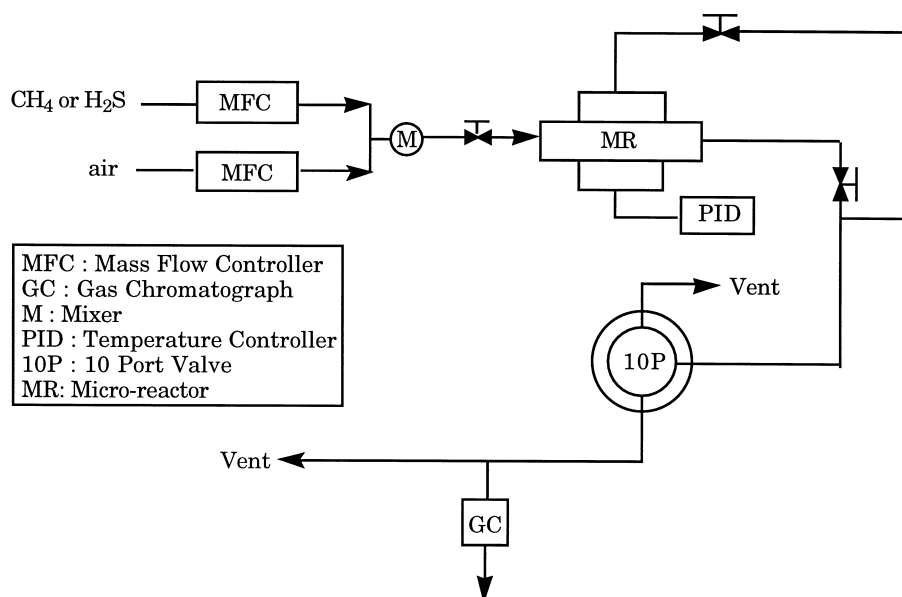 CH₄ or H₂S
MFC
M
MR
air
MFC
PID
MFC : Mass Flow Controller
GC : Gas Chromatograph
M : Mixer
PID : Temperature Controller
10P : 10 Port Valve
MR: Micro-reactor
Vent
10P
Vent
GC